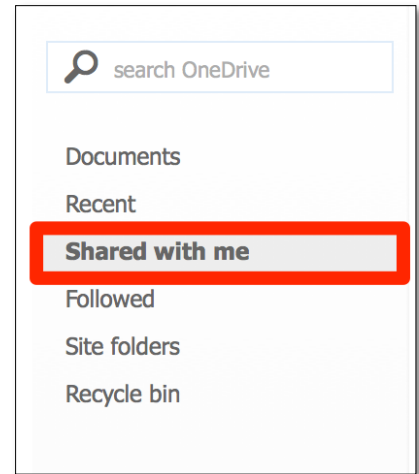 search OneDrive
Documents
Recent
Shared with me
Followed
Site folders
Recycle bin